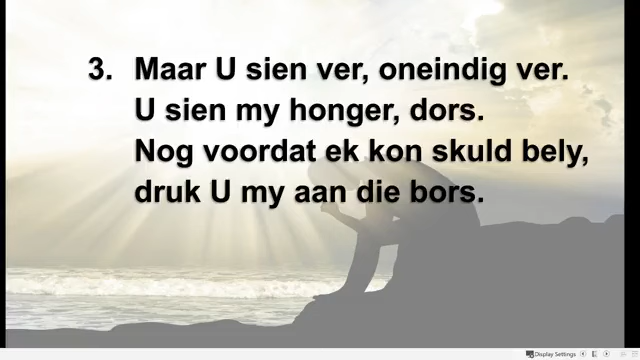 3. Maar U sien ver, oneindig ver.
U sien my honger, dors.
Nog voordat ek kon skuld bely,
druk U my aan die bors.
Display Settings